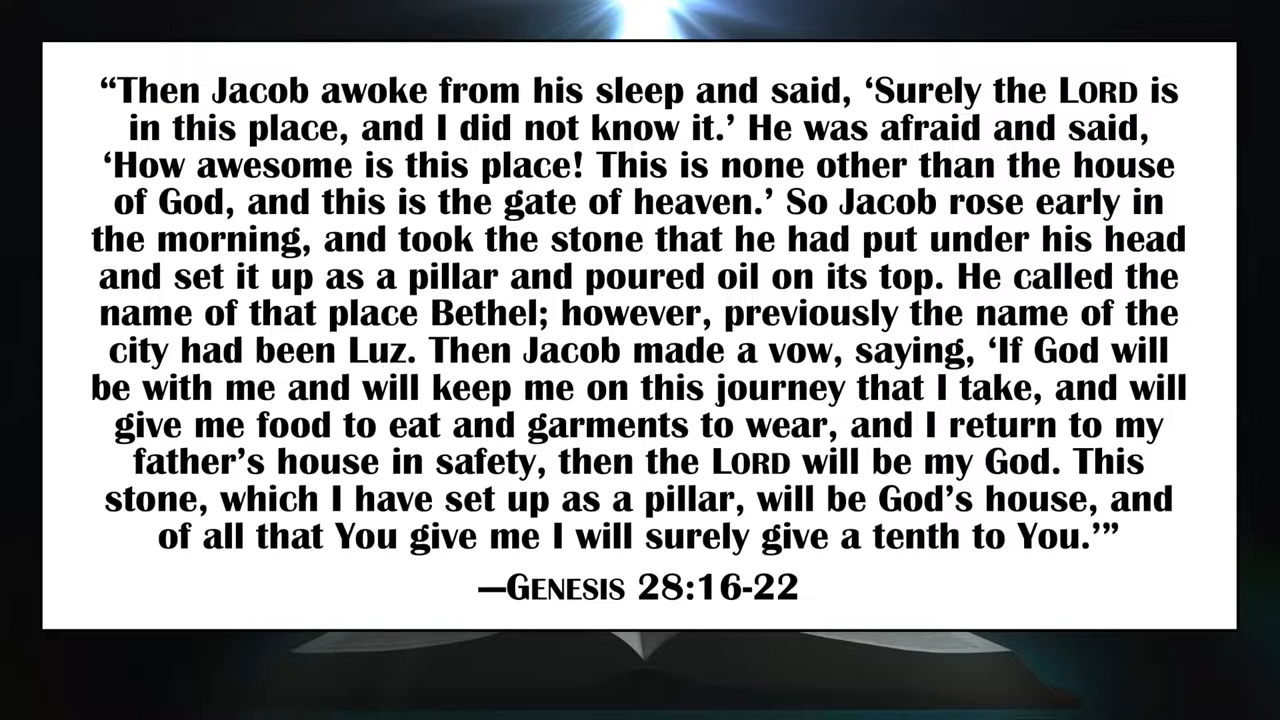 “Then Jacob awoke from his sleep and said, ‘Surely the LORD is
in this place, and I did not know it.’ He was afraid and said,
‘How awesome is this place! This is none other than the house
of God, and this is the gate of heaven.’ So Jacob rose early in
the morning, and took the stone that he had put under his head
and set it up as a pillar and poured oil on its top. He called the
name of that place Bethel; however, previously the name of the
city had been Luz. Then Jacob made a vow, saying, ‘If God will
be with me and will keep me on this journey that I take, and will
give me food to eat and garments to wear, and I return to my
father’s house in safety, then the LORD will be my God. This
stone, which I have set up as a pillar, will be God’s house, and
of all that You give me I will surely give a tenth to You.’”
—GENESIS 28:16-22